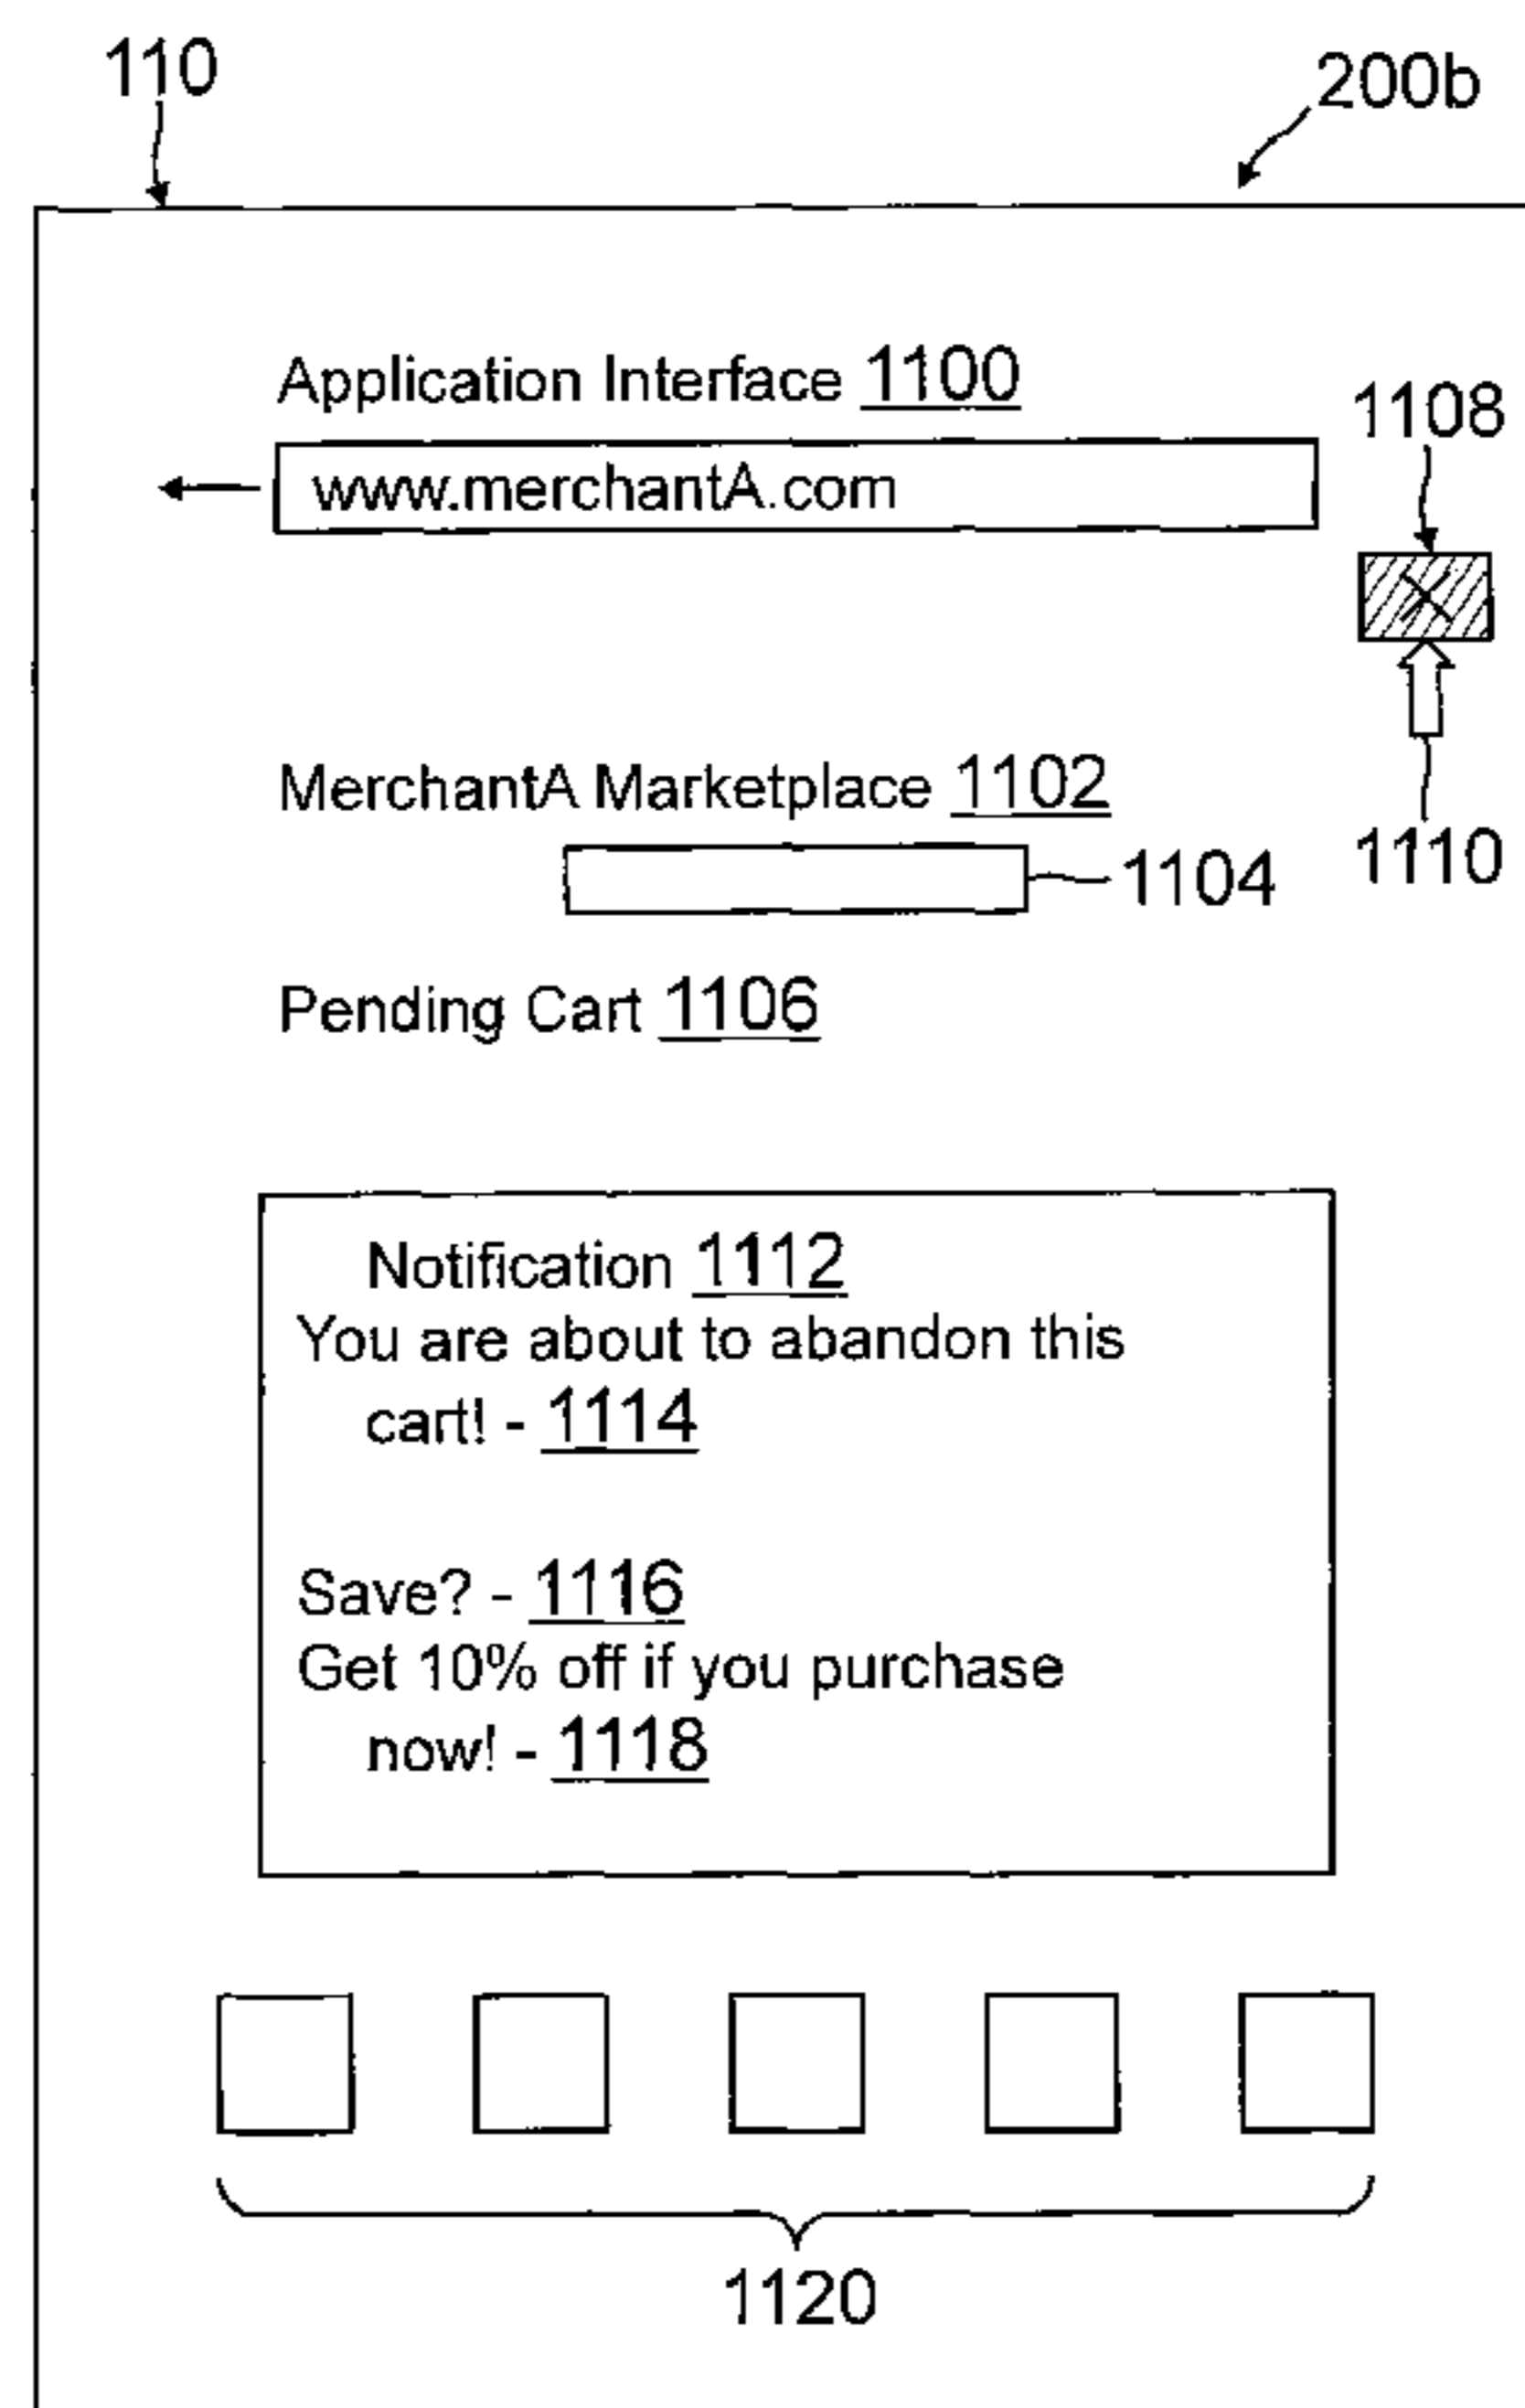 110
200b
Application Interface 1100
1108
www.merchantA.com
MerchantA Marketplace 1102
1110
1104
Pending Cart 1106
Notification 1112
You are about to abandon this
cart! - 1114
Save? - 1116
Get 10% off if you purchase
now! - 1118
1120